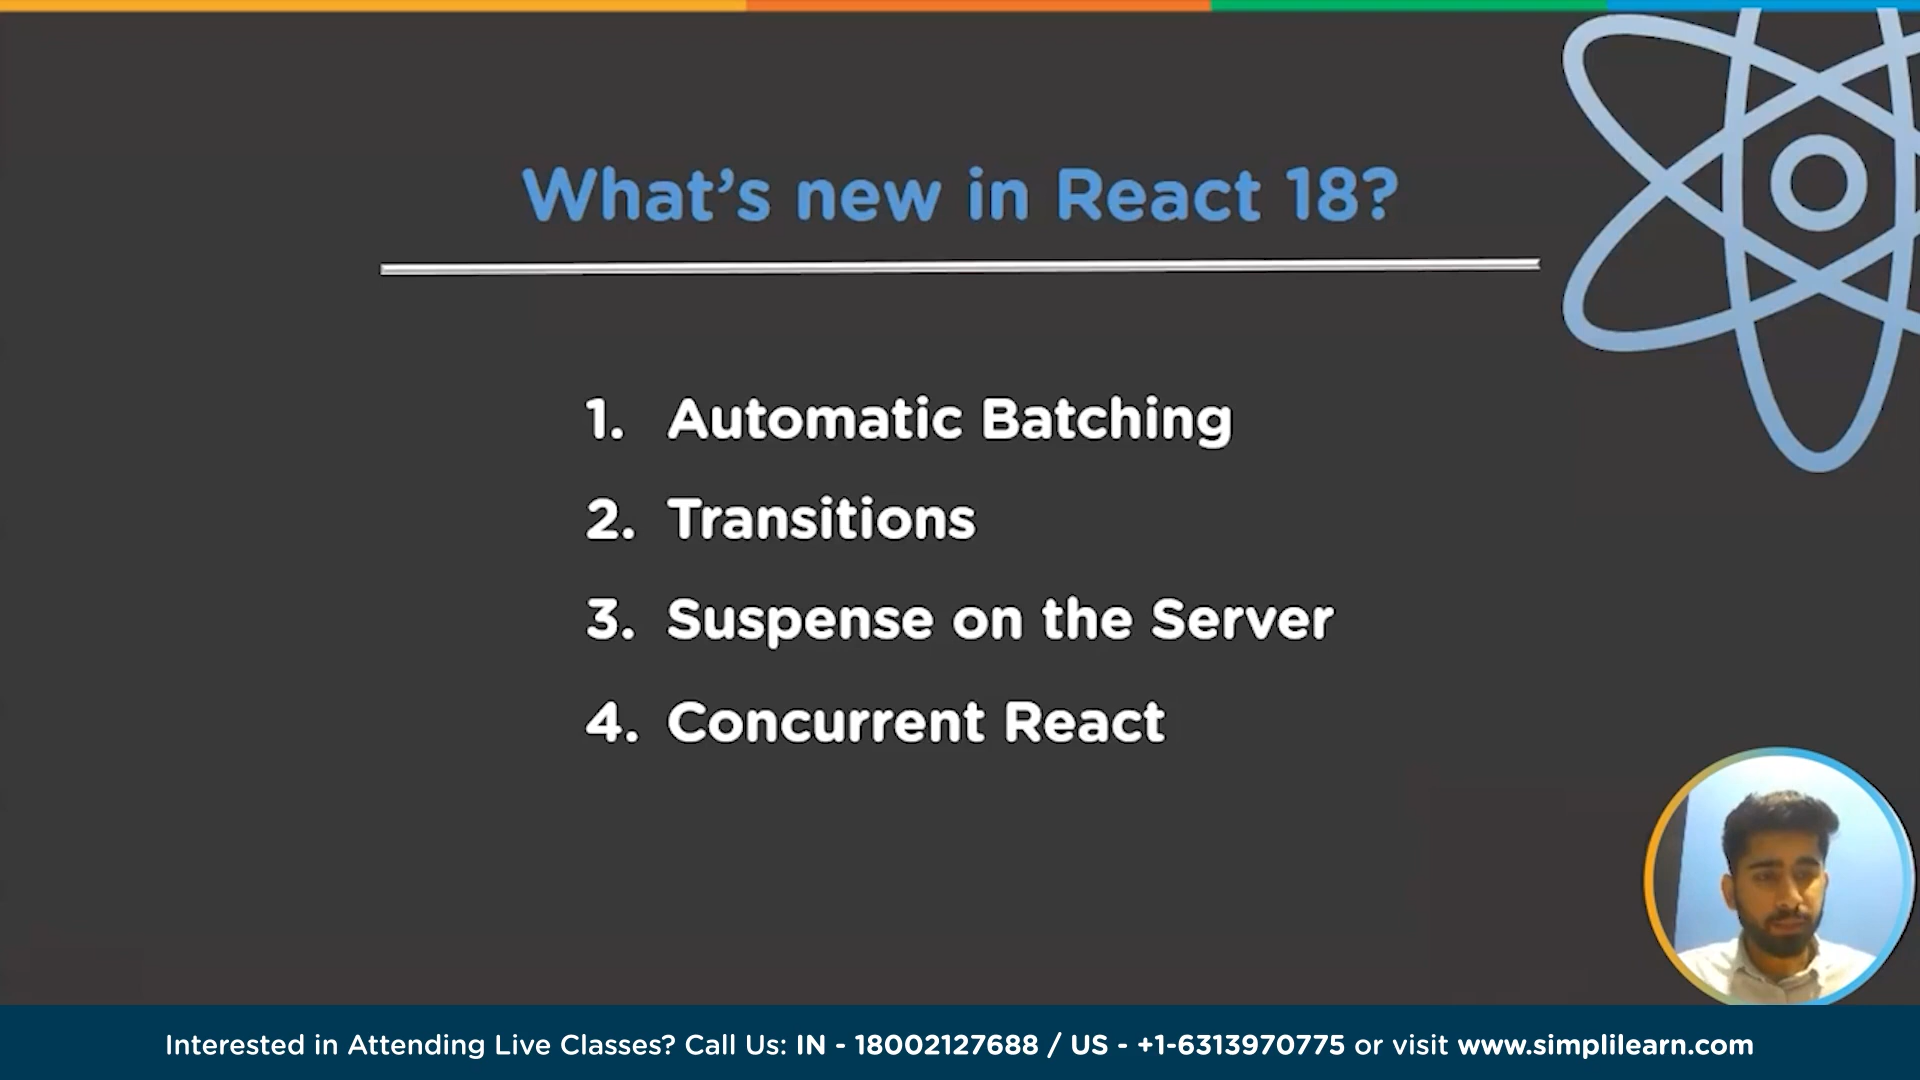 What’s new in React 18?
1. Automatic Batching
2. Transitions
3. Suspense on the Server
4. Concurrent React
Interested in Attending Live Classes? Call Us: IN - 18002127688 / US - +1-6313970775 or visit www.simplilearn.com